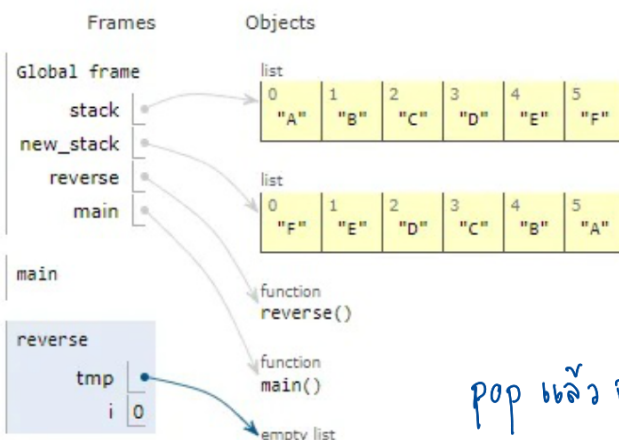 Frames Objects
Global frame
stack
new_stack
reverse
main
list
0 1 2 3 4 5
"A" "B" "C" "D" "E" "F"
list
0 1 2 3 4 5
"F" "E" "D" "C" "B" "A"
function
reverse()
function
main()
empty list
main
reverse
tmp
i 0
pop แล้ว